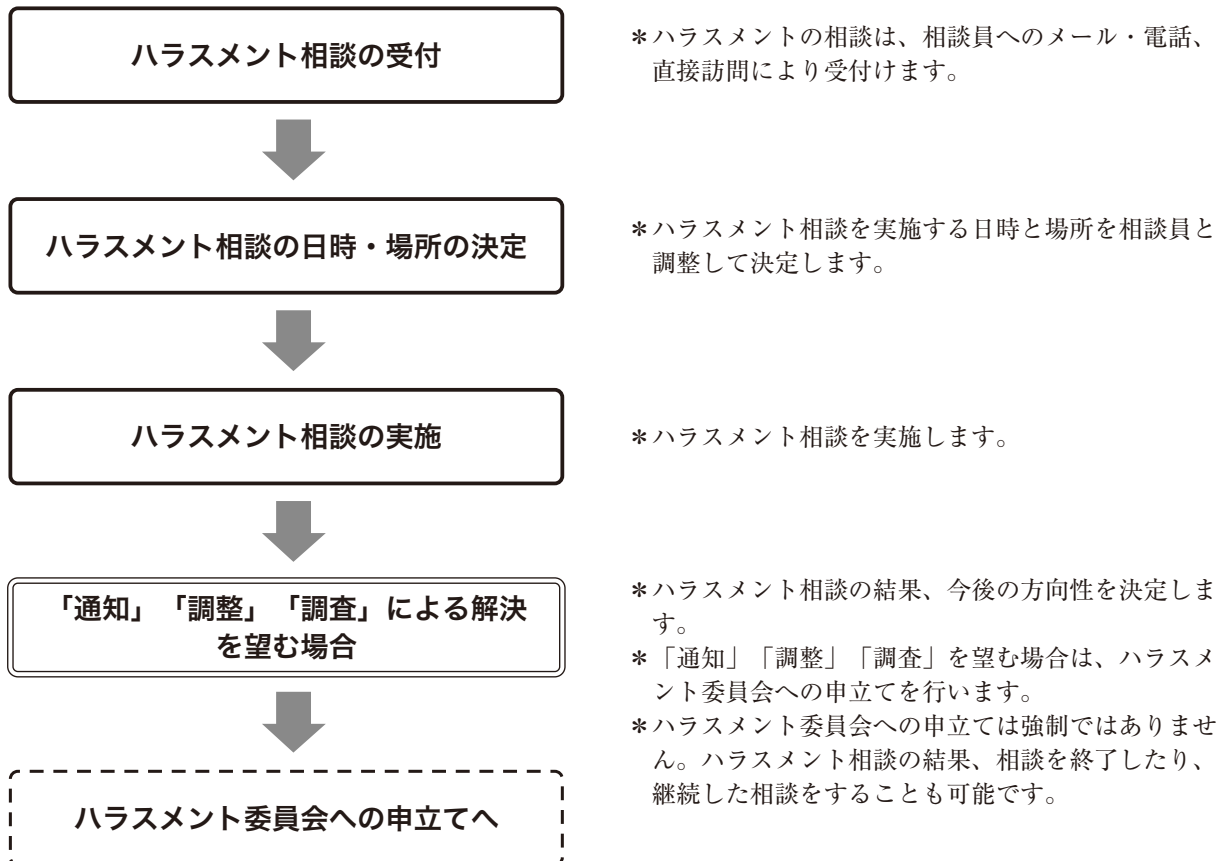 ハラスメント相談の受付
＊ハラスメントの相談は、相談員へのメール・電話、
直接訪問により受付けます。
ハラスメント相談の日時・場所の決定
＊ハラスメント相談を実施する日時と場所を相談員と
調整して決定します。
ハラスメント相談の実施
＊ハラスメント相談を実施します。
「通知」「調整」「調査」による解決
を望む場合
＊ハラスメント相談の結果、今後の方向性を決定しま
す。
＊「通知」「調整」「調査」を望む場合は、ハラスメ
ント委員会への申立てを行います。
＊ハラスメント委員会への申立ては強制ではありませ
ん。ハラスメント相談の結果、相談を終了したり、
継続した相談をすることも可能です。
ハラスメント委員会への申立てへ